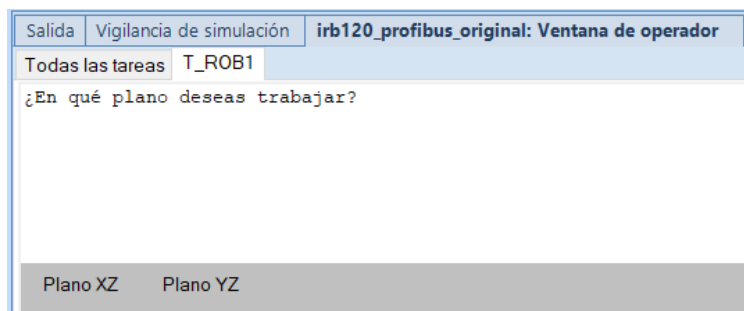 Salida Vigilancia de simulación irb120_profibus_original: Ventana de operador
Todas las tareas T_ROB1
¿En qué plano deseas trabajar?
Plano XZ Plano YZ